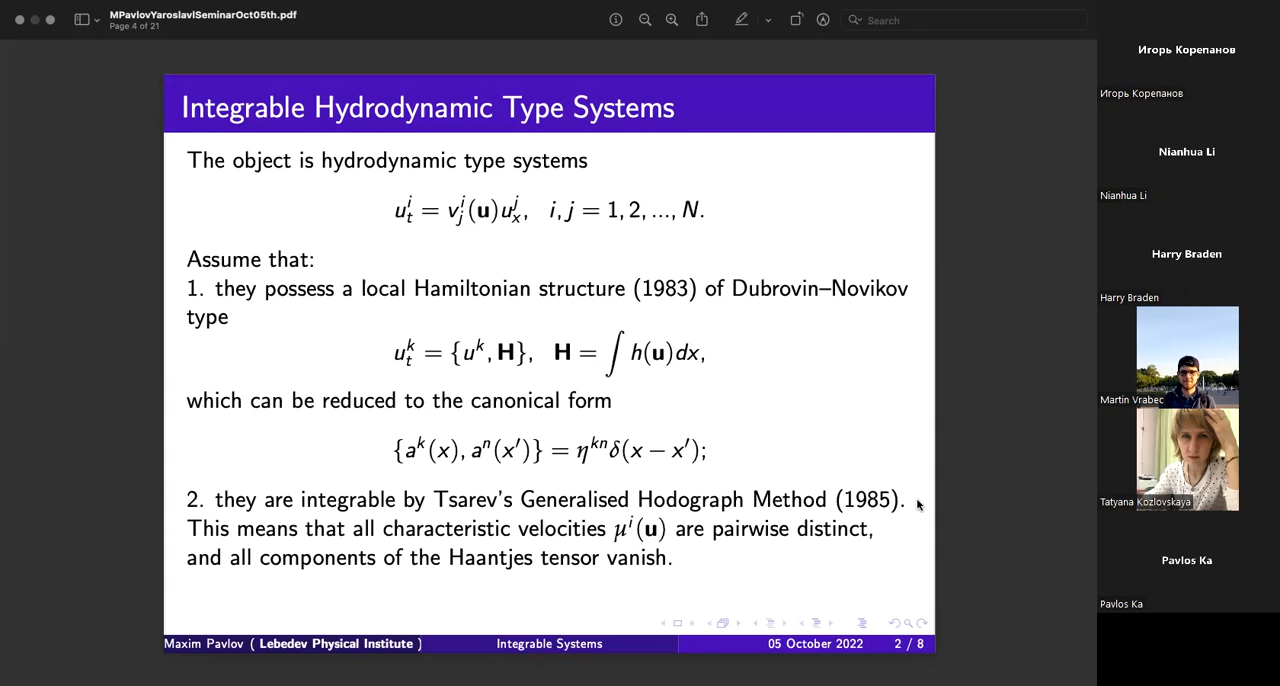 MPavlovYaroslavlSeminarOct05th.pdf
Page 4 of 21
Search
Integrable Hydrodynamic Type Systems
The object is hydrodynamic type systems
u^i_t = v^i_j(u)u^j_x, i, j = 1, 2, ..., N.
Assume that:
1. they possess a local Hamiltonian structure (1983) of Dubrovin–Novikov
type
u^k_t = {u^k, H}, H = ∫ h(u)dx,
which can be reduced to the canonical form
{a^k(x), a^n(x′)} = η^{kn}δ(x − x′);
2. they are integrable by Tsarev's Generalised Hodograph Method (1985).
This means that all characteristic velocities μ^i(u) are pairwise distinct,
and all components of the Haantjes tensor vanish.
Maxim Pavlov ( Lebedev Physical Institute ) Integrable Systems 05 October 2022 2 / 8
Игорь Корепанов
Игорь Корепанов
Nianhua Li
Nianhua Li
Harry Braden
Harry Braden
Martin Vrabec
Tatyana Kozlovskaya
Pavlos Ka
Pavlos Ka